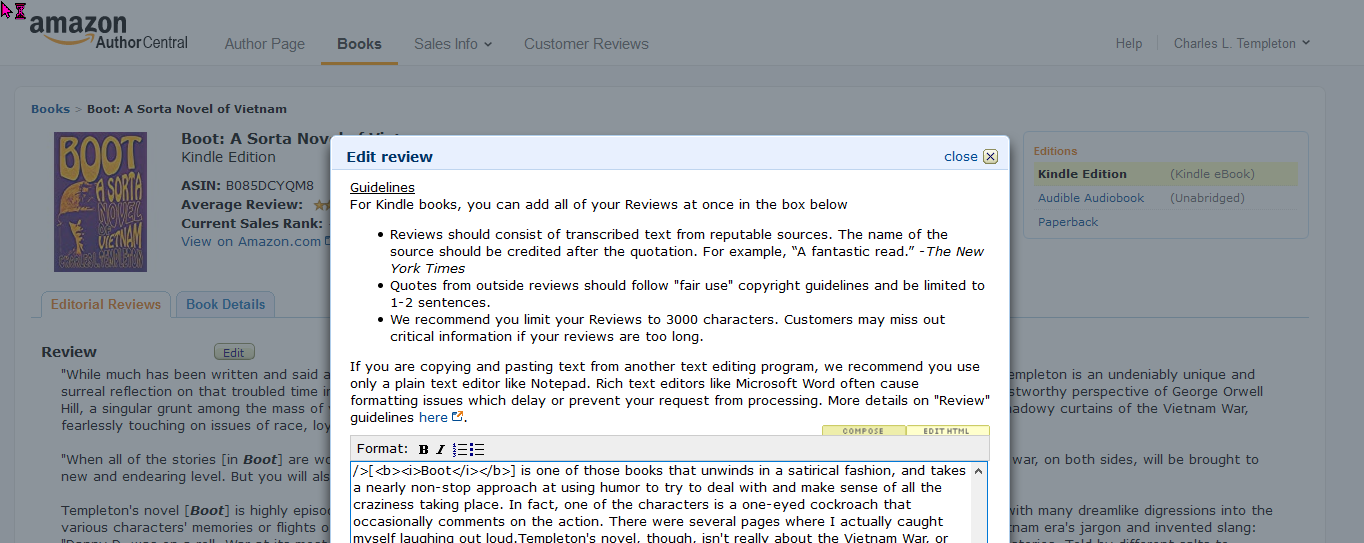 amazon
AuthorCentral
Author Page
Books
Sales Info
Customer Reviews
Help
Charles L. Templeton
Books > Boot: A Sorta Novel of Vietnam
BOOT
A SORTA
NOVEL
OF
VIETNAM
CHARLES L. TEMPLETON
Boot: A Sorta Novel of Viet
Kindle Edition
ASIN: B085DCYQM8
Average Review:
Current Sales Rank:
View on Amazon.com
Editions
Kindle Edition (Kindle eBook)
Audible Audiobook (Unabridged)
Paperback
Editorial Reviews
Book Details
Review
Edit
"While much has been written and said a
surreal reflection on that troubled time i
Hill, a singular grunt among the mass of
fearlessly touching on issues of race, loy
"When all of the stories [in Boot] are wo
new and endearing level. But you will als
Templeton's novel [Boot] is highly episo
various characters' memories or flights o
empleton is an undeniably unique and
stworthy perspective of George Orwell
adowy curtains of the Vietnam War,
war, on both sides, will be brought to
with many dreamlike digressions into the
tnam era's jargon and invented slang:
Edit review
close
Guidelines
For Kindle books, you can add all of your Reviews at once in the box below
• Reviews should consist of transcribed text from reputable sources. The name of the
source should be credited after the quotation. For example, “A fantastic read.” -The New
York Times
• Quotes from outside reviews should follow "fair use" copyright guidelines and be limited to
1-2 sentences.
• We recommend you limit your Reviews to 3000 characters. Customers may miss out
critical information if your reviews are too long.
If you are copying and pasting text from another text editing program, we recommend you use
only a plain text editor like Notepad. Rich text editors like Microsoft Word often cause
formatting issues which delay or prevent your request from processing. More details on "Review"
guidelines here.
COMPOSE
EDIT HTML
Format: B I
/>[<b><i>Boot</i></b>] is one of those books that unwinds in a satirical fashion, and takes
a nearly non-stop approach at using humor to try to deal with and make sense of all the
craziness taking place. In fact, one of the characters is a one-eyed cockroach that
occasionally comments on the action. There were several pages where I actually caught
myself laughing out loud.Templeton's novel, though, isn't really about the Vietnam War, or